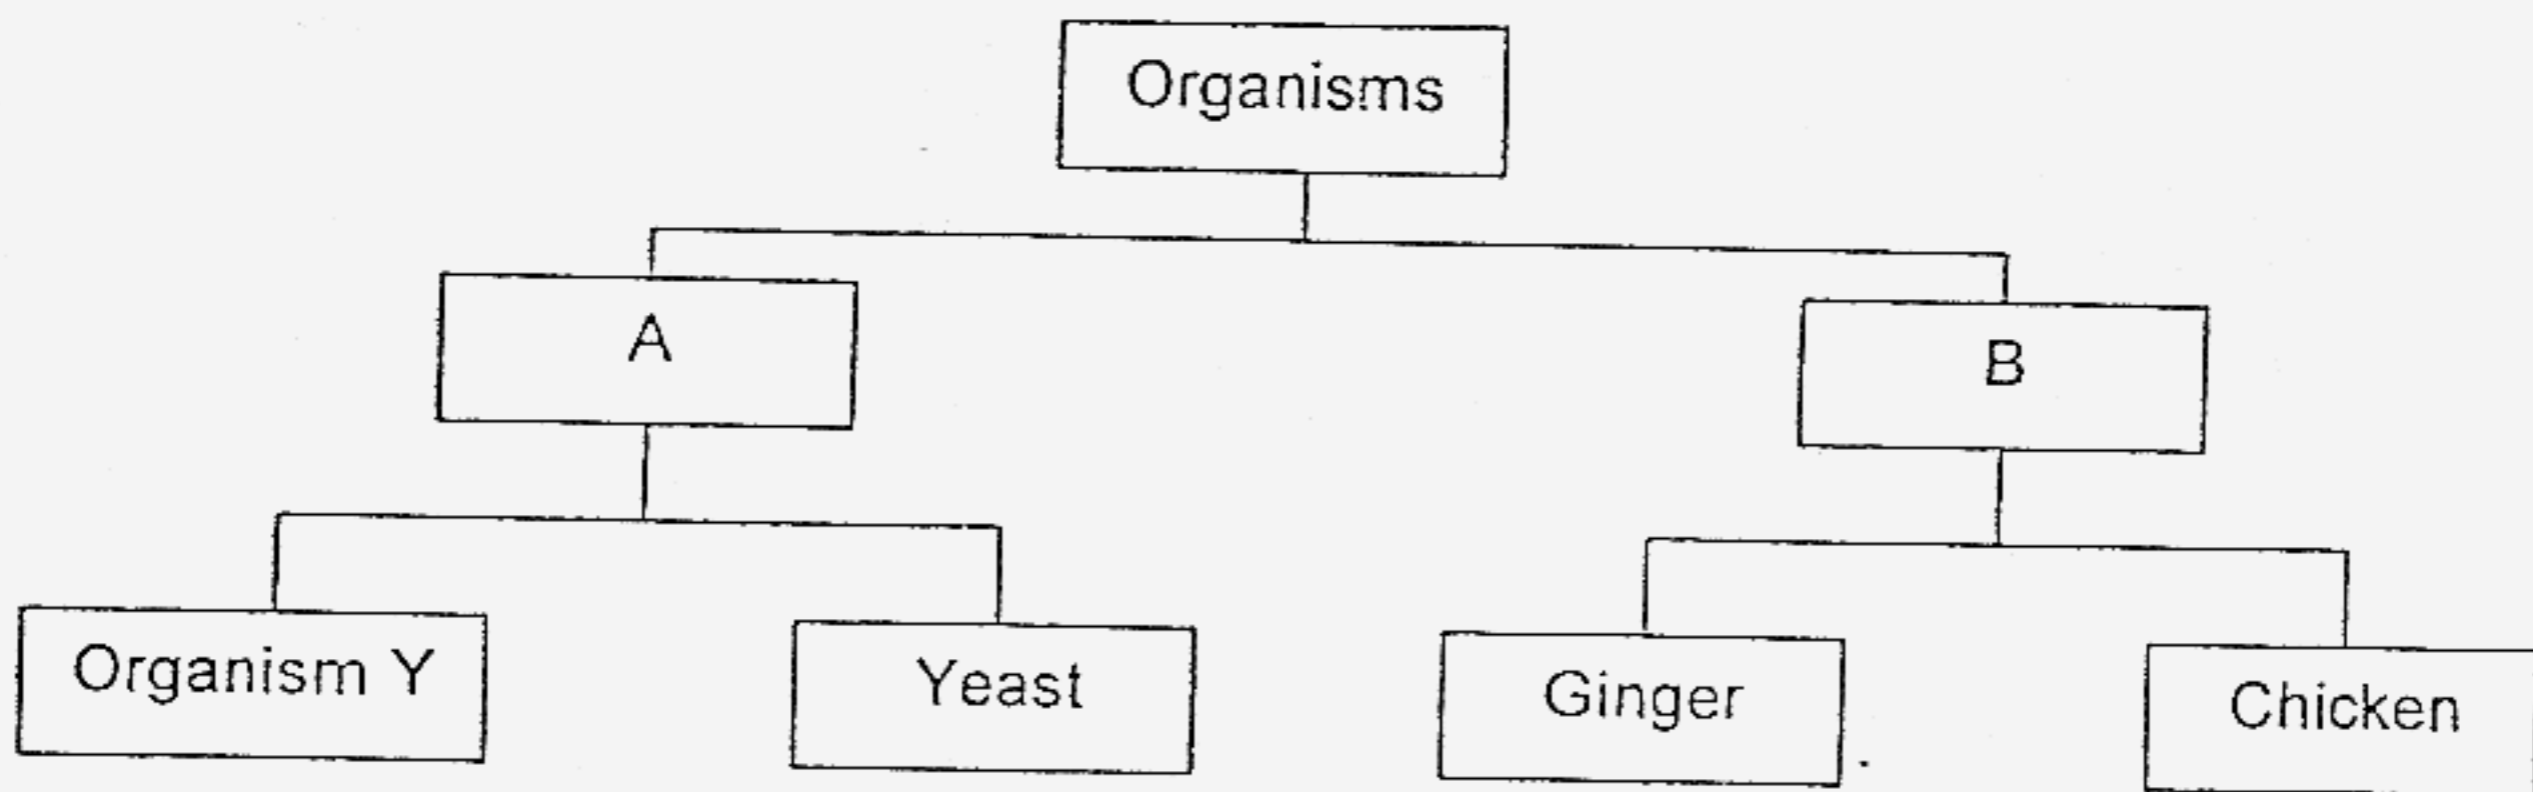 Organisms
A
B
Organism Y
Yeast
Ginger
Chicken